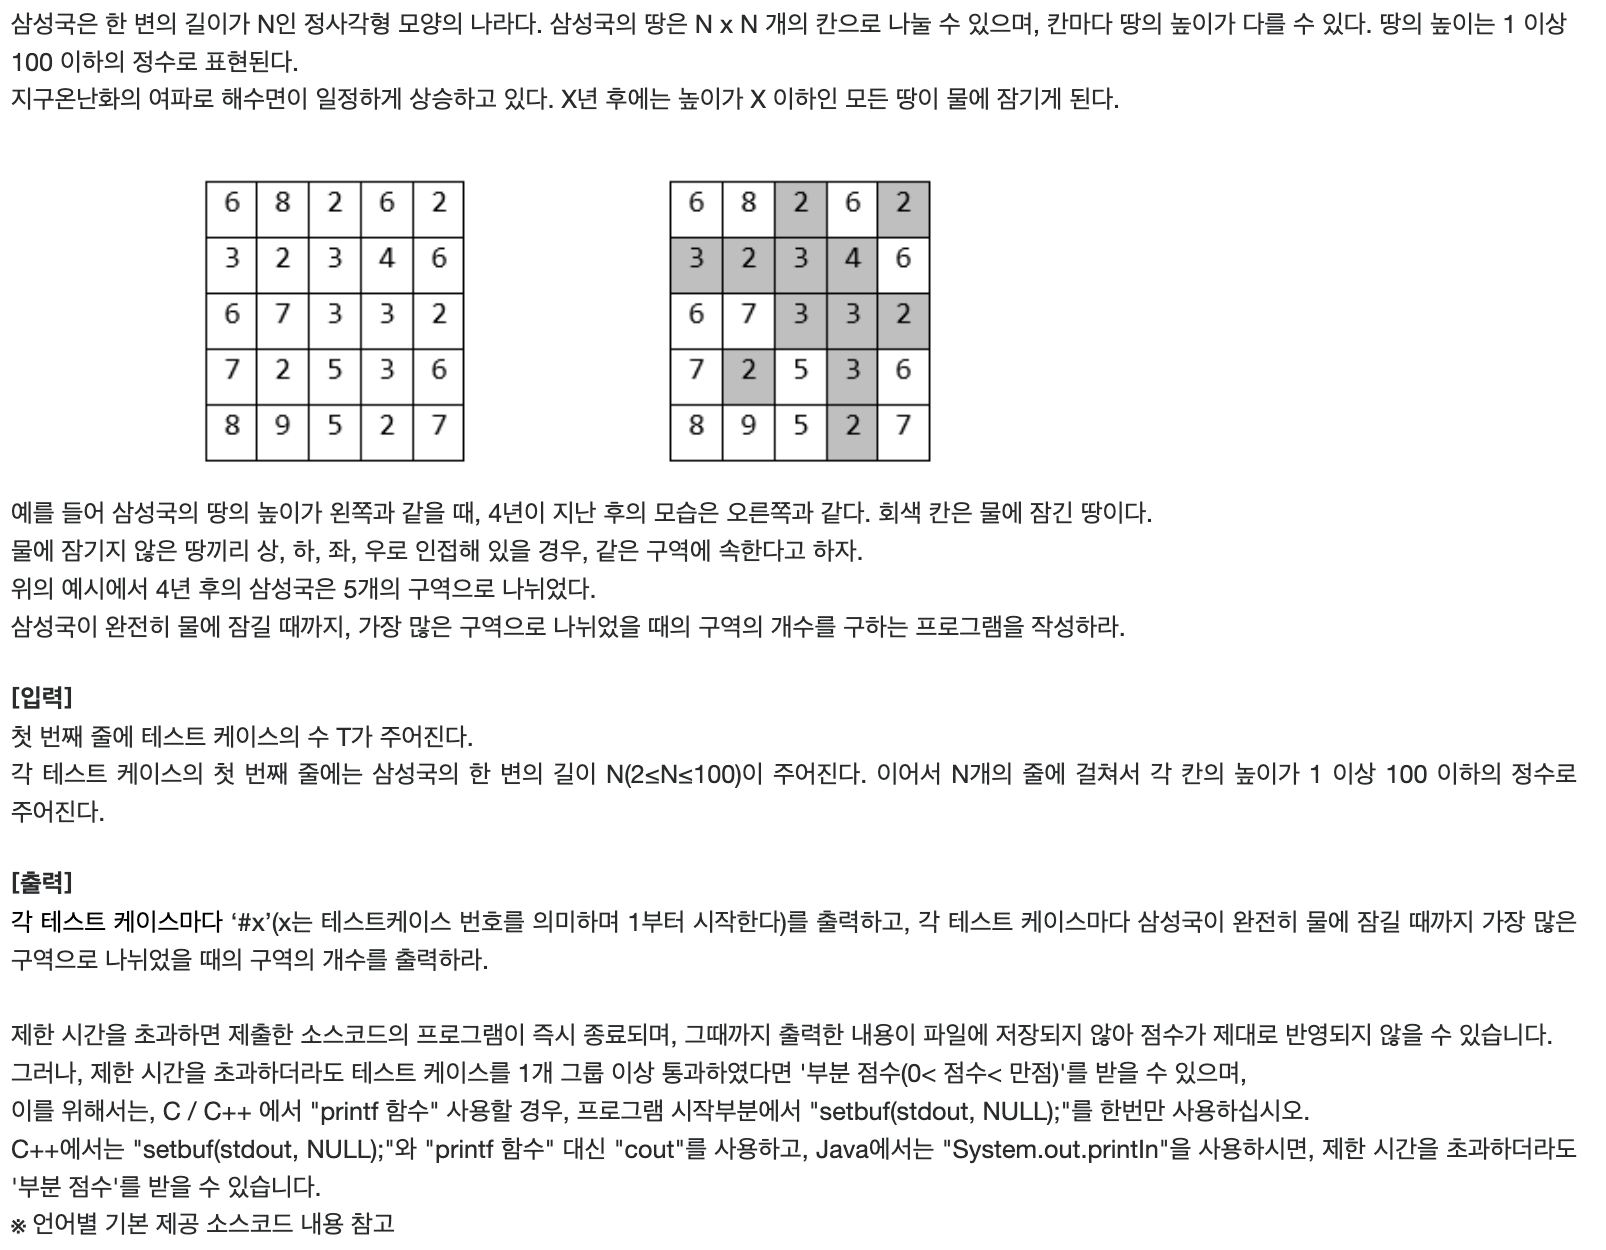 삼성국은 한 변의 길이가 N인 정사각형 모양의 나라다. 삼성국의 땅은 N x N 개의 칸으로 나눌 수 있으며, 칸마다 땅의 높이가 다를 수 있다. 땅의 높이는 1 이상
100 이하의 정수로 표현된다.
지구온난화의 여파로 해수면이 일정하게 상승하고 있다. X년 후에는 높이가 X 이하인 모든 땅이 물에 잠기게 된다.
6 8 2 6 2
3 2 3 4 6
6 7 3 3 2
7 2 5 3 6
8 9 5 2 7
6 8 2 6 2
3 2 3 4 6
6 7 3 3 2
7 2 5 3 6
8 9 5 2 7
예를 들어 삼성국의 땅의 높이가 왼쪽과 같을 때, 4년이 지난 후의 모습은 오른쪽과 같다. 회색 칸은 물에 잠긴 땅이다.
물에 잠기지 않은 땅끼리 상, 하, 좌, 우로 인접해 있을 경우, 같은 구역에 속한다고 하자.
위의 예시에서 4년 후의 삼성국은 5개의 구역으로 나뉘었다.
삼성국이 완전히 물에 잠길 때까지, 가장 많은 구역으로 나뉘었을 때의 구역의 개수를 구하는 프로그램을 작성하라.
[입력]
첫 번째 줄에 테스트 케이스의 수 T가 주어진다.
각 테스트 케이스의 첫 번째 줄에는 삼성국의 한 변의 길이 N(2≤N≤100)이 주어진다. 이어서 N개의 줄에 걸쳐서 각 칸의 높이가 1 이상 100 이하의 정수로
주어진다.
[출력]
각 테스트 케이스마다 ‘#x’(x는 테스트케이스 번호를 의미하며 1부터 시작한다)를 출력하고, 각 테스트 케이스마다 삼성국이 완전히 물에 잠길 때까지 가장 많은
구역으로 나뉘었을 때의 구역의 개수를 출력하라.
제한 시간을 초과하면 제출한 소스코드의 프로그램이 즉시 종료되며, 그때까지 출력한 내용이 파일에 저장되지 않아 점수가 제대로 반영되지 않을 수 있습니다.
그러나, 제한 시간을 초과하더라도 테스트 케이스를 1개 그룹 이상 통과하였다면 '부분 점수(0< 점수< 만점)'를 받을 수 있으며,
이를 위해서는, C / C++ 에서 "printf 함수" 사용할 경우, 프로그램 시작부분에서 "setbuf(stdout, NULL);"를 한번만 사용하십시오.
C++에서는 "setbuf(stdout, NULL);"와 "printf 함수" 대신 "cout"를 사용하고, Java에서는 "System.out.printIn"을 사용하시면, 제한 시간을 초과하더라도
'부분 점수'를 받을 수 있습니다.
※ 언어별 기본 제공 소스코드 내용 참고